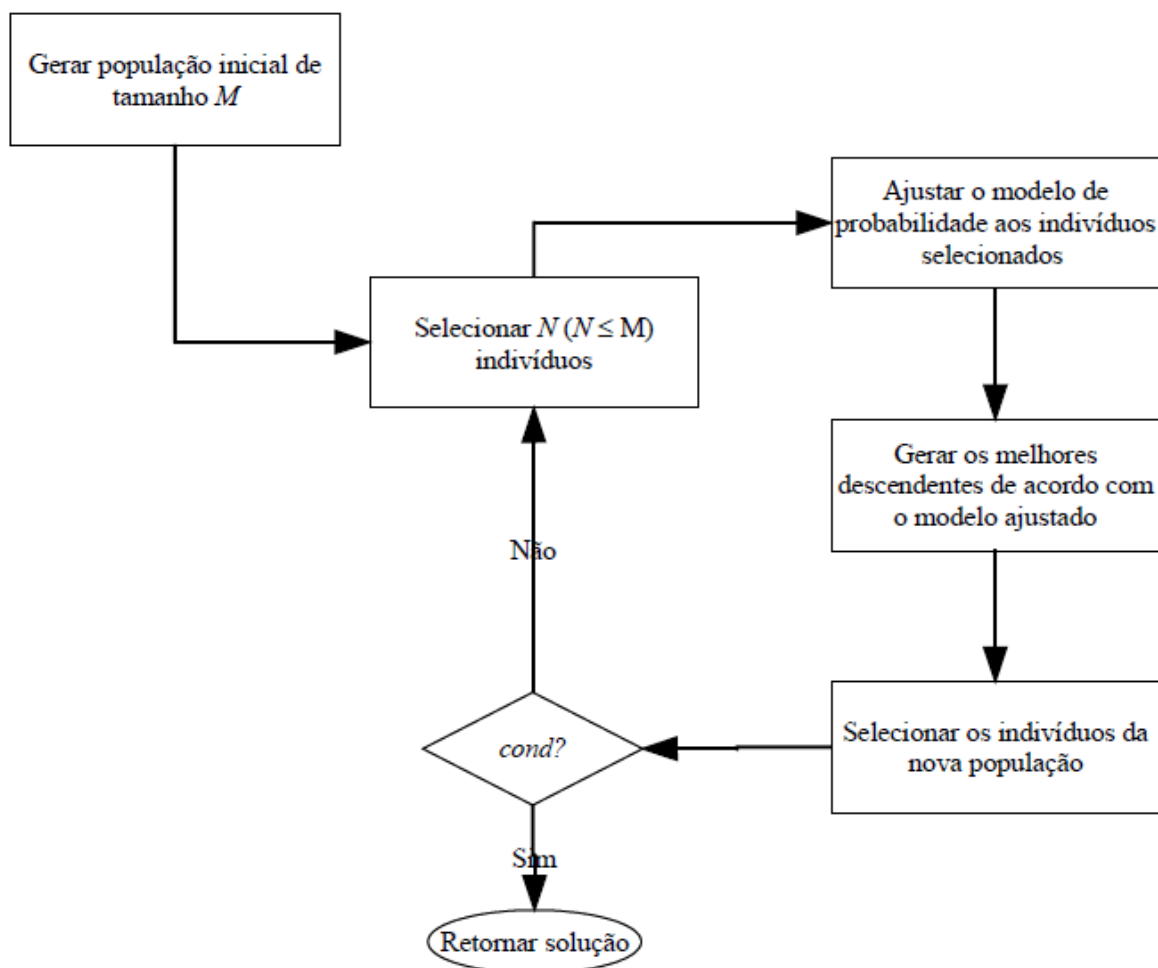 Gerar população inicial de
tamanho M
Ajustar o modelo de
probabilidade aos indivíduos
selecionados
Selecionar N (N ≤ M)
indivíduos
Gerar os melhores
descendentes de acordo com
o modelo ajustado
Não
Selecionar os indivíduos da
nova população
cond?
Sim
Retornar solução